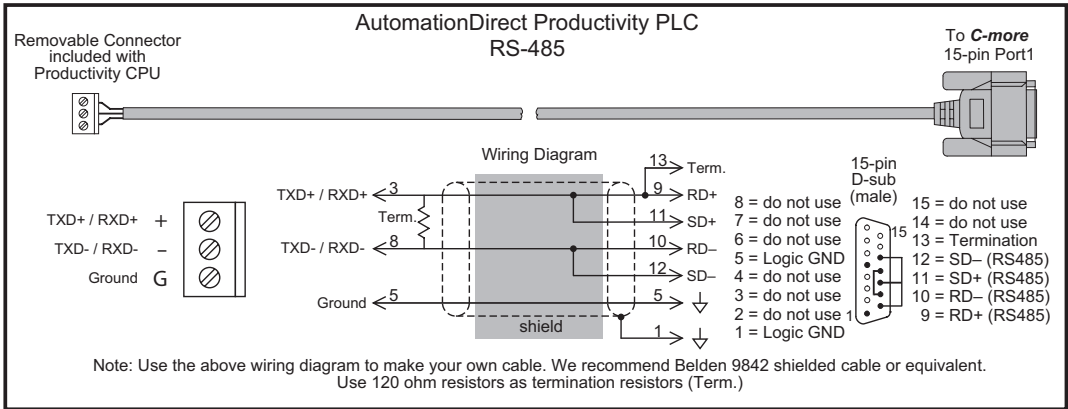 AutomationDirect Productivity PLC
RS-485
Removable Connector
included with
Productivity CPU
To C-more
15-pin Port1
Wiring Diagram
TXD+ / RXD+ +
TXD- / RXD- –
Ground G
TXD+ / RXD+ 3
Term.
TXD- / RXD- 8
Ground 5
shield
13 Term.
9 RD+
11 SD+
10 RD–
12 SD–
5
1
8 = do not use
7 = do not use
6 = do not use
5 = Logic GND
4 = do not use
3 = do not use
2 = do not use
1 = Logic GND
15-pin
D-sub
(male)
15
1
15 = do not use
14 = do not use
13 = Termination
12 = SD– (RS485)
11 = SD+ (RS485)
10 = RD– (RS485)
9 = RD+ (RS485)
Note: Use the above wiring diagram to make your own cable. We recommend Belden 9842 shielded cable or equivalent.
Use 120 ohm resistors as termination resistors (Term.)